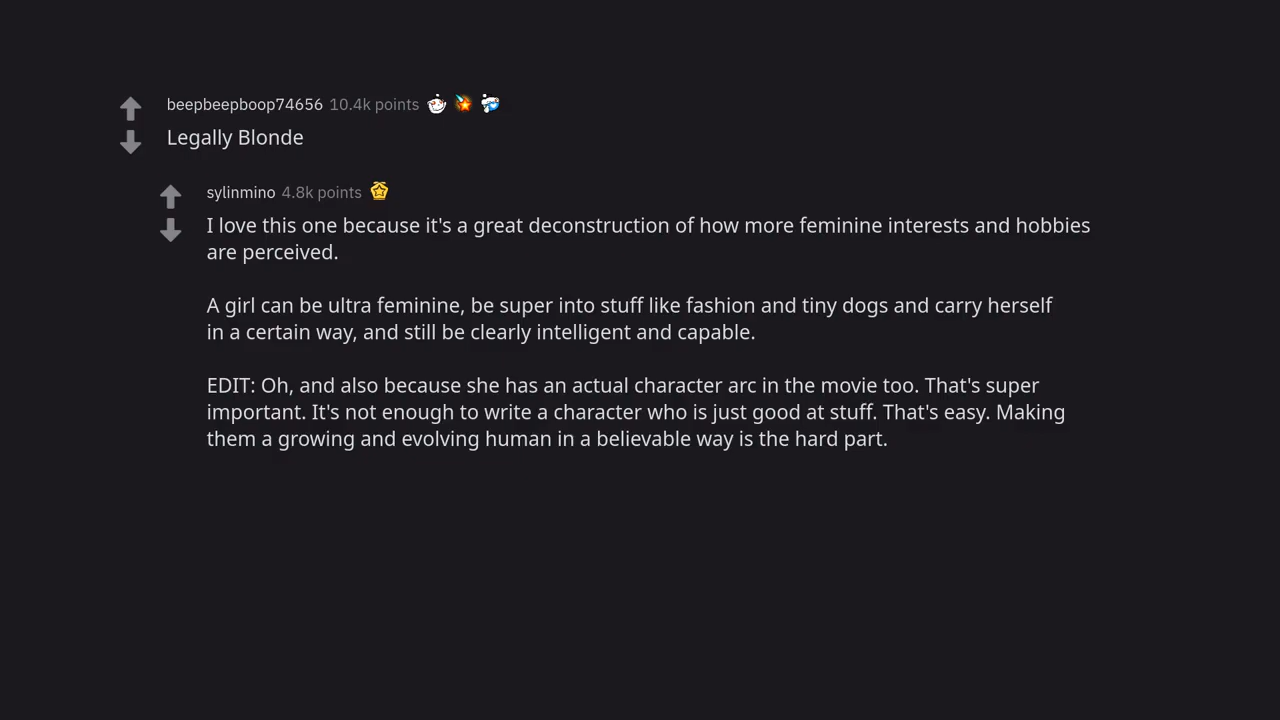 beepbeepboop74656 10.4k points
Legally Blonde
sylinmino 4.8k points
I love this one because it's a great deconstruction of how more feminine interests and hobbies
are perceived.
A girl can be ultra feminine, be super into stuff like fashion and tiny dogs and carry herself
in a certain way, and still be clearly intelligent and capable.
EDIT: Oh, and also because she has an actual character arc in the movie too. That's super
important. It's not enough to write a character who is just good at stuff. That's easy. Making
them a growing and evolving human in a believable way is the hard part.